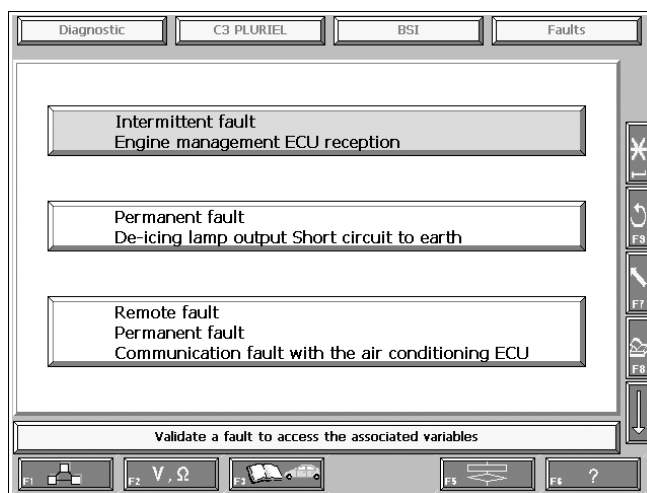 Diagnostic
C3 PLURIEL
BSI
Faults
Intermittent fault
Engine management ECU reception
Permanent fault
De-icing lamp output Short circuit to earth
Remote fault
Permanent fault
Communication fault with the air conditioning ECU
F9
F7
F8
Validate a fault to access the associated variables
F1
F2 V,Ω
F3
F5
F6 ?